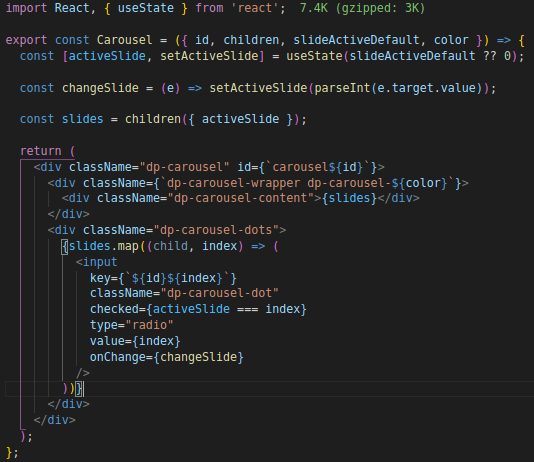 import React, { useState } from 'react';  7.4K (gzipped: 3K)
export const Carousel = ({ id, children, slideActiveDefault, color }) => {
  const [activeSlide, setActiveSlide] = useState(slideActiveDefault ?? 0);
  const changeSlide = (e) => setActiveSlide(parseInt(e.target.value));
  const slides = children({ activeSlide });
  return (
    <div className="dp-carousel" id={`carousel${id}`}>
      <div className={`dp-carousel-wrapper dp-carousel-${color}`}>
        <div className="dp-carousel-content">{slides}</div>
      </div>
      <div className="dp-carousel-dots">
        {slides.map((child, index) => (
          <input
            key={`${id}${index}`}
            className="dp-carousel-dot"
            checked={activeSlide === index}
            type="radio"
            value={index}
            onChange={changeSlide}
          />
        ))}
      </div>
    </div>
  );
};